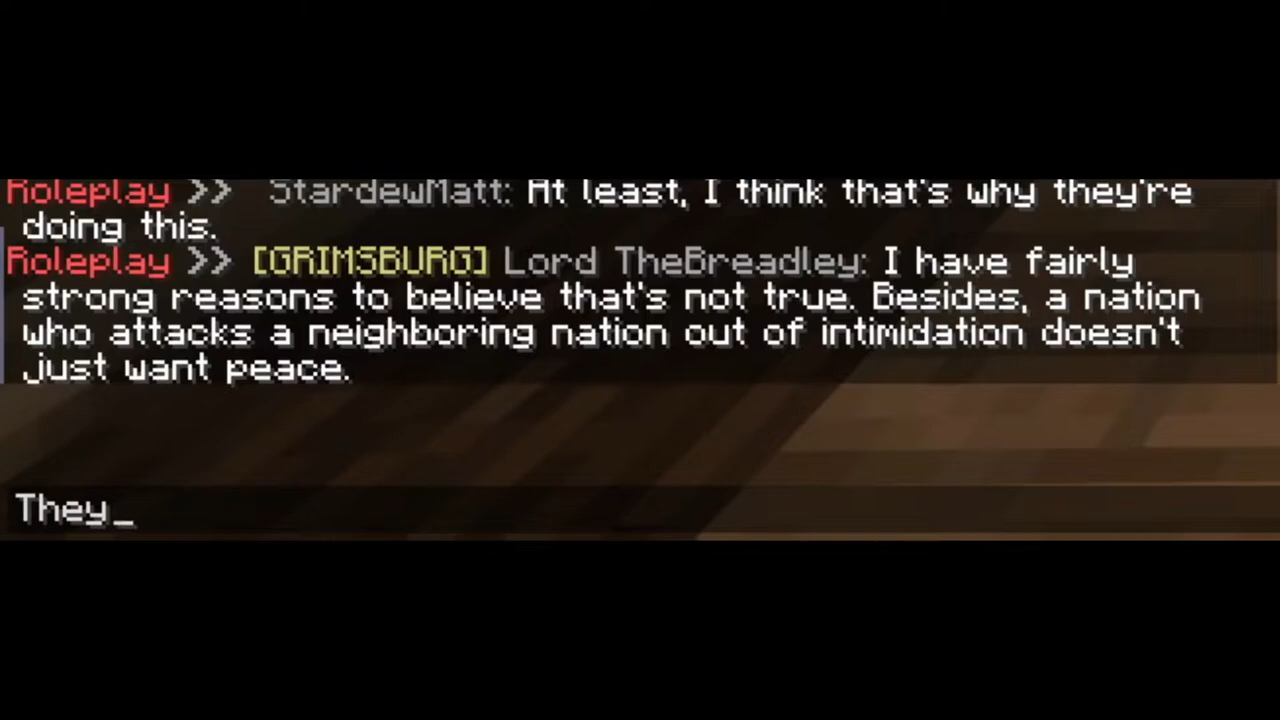 Roleplay >> StardewMatt: At least, I think that's why they're
doing this.
Roleplay >> [GRIMSBURG] Lord TheBreadley: I have fairly
strong reasons to believe that's not true. Besides, a nation
who attacks a neighboring nation out of intimidation doesn't
just want peace.
They_